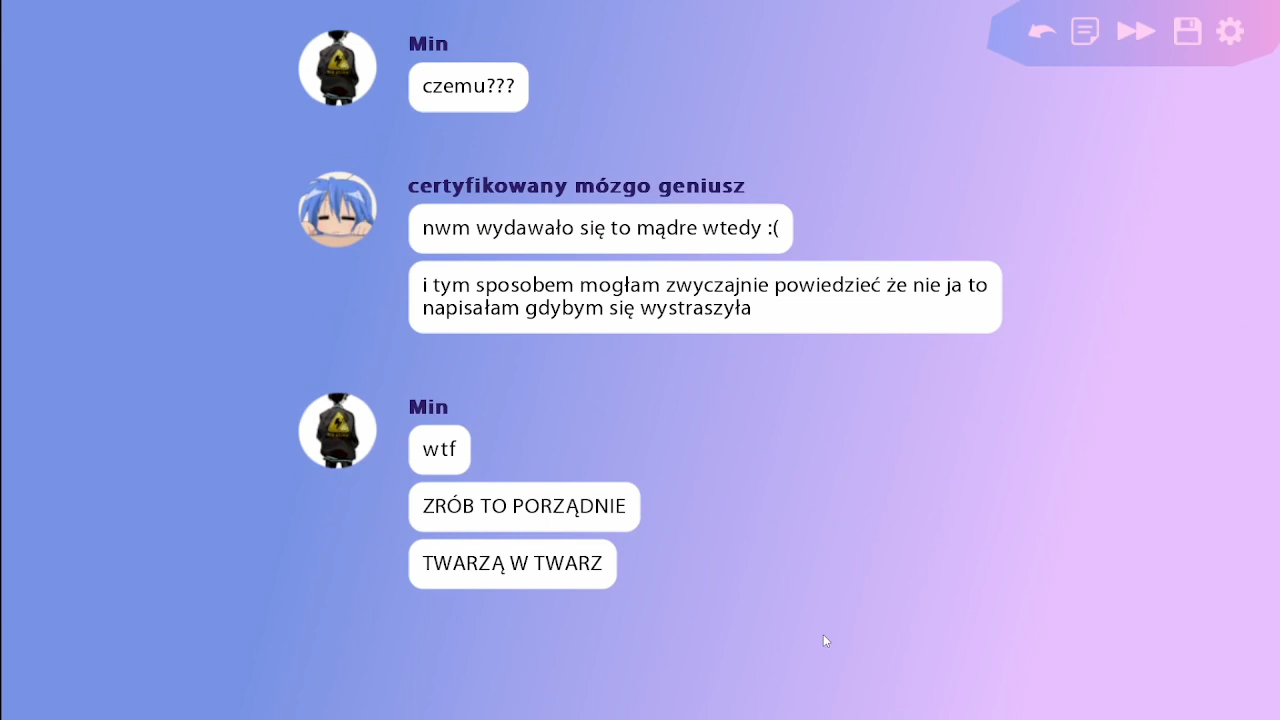 Min
czemu???
certyfikowany mózgo geniusz
nwm wydawało się to mądre wtedy :(
i tym sposobem mogłam zwyczajnie powiedzieć że nie ja to
napisałam gdybym się wystraszyła
Min
wtf
ZRÓB TO PORZĄDNIE
TWARZĄ W TWARZ